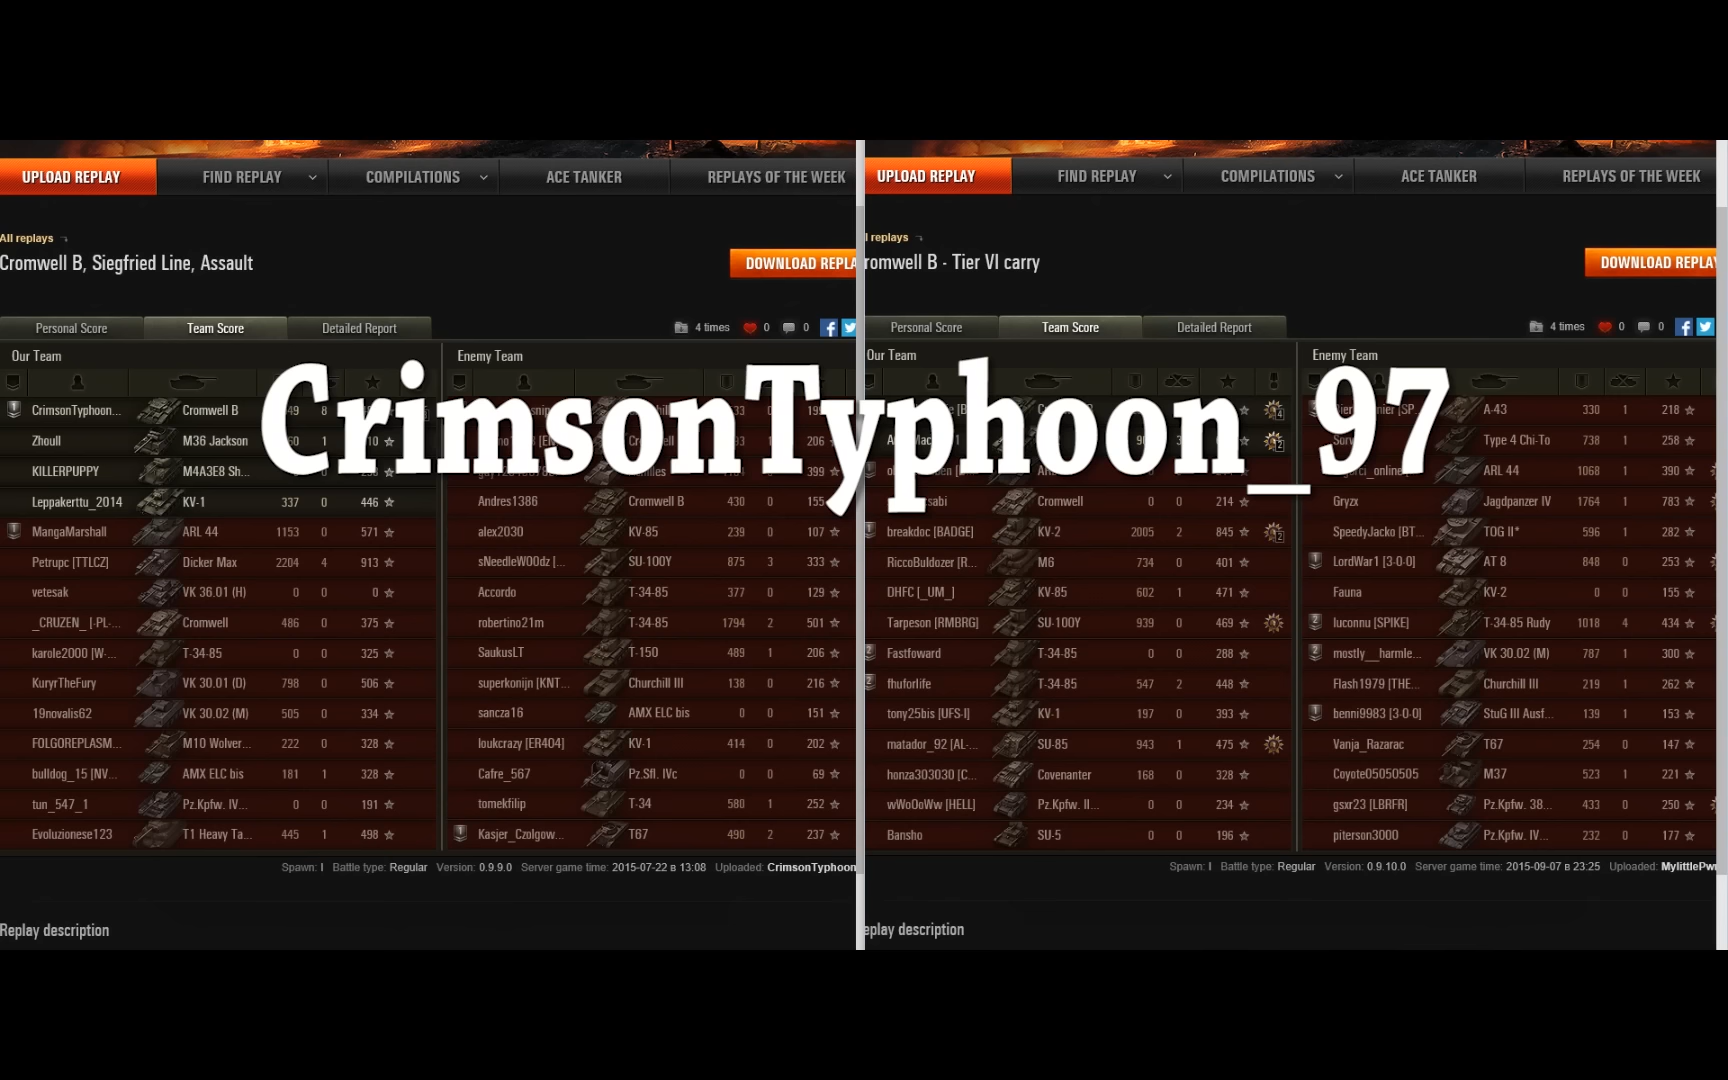 UPLOAD REPLAY FIND REPLAY COMPILATIONS ACE TANKER REPLAYS OF THE WEEK
All replays
Cromwell B, Siegfried Line, Assault
DOWNLOAD REPLA
Personal Score Team Score Detailed Report 4 times 0 0
Our Team Enemy Team
CrimsonTyphoon... Cromwell B 8
Zhoull M36 Jackson 1
KILLERPUPPY M4A3E8 Sh...
Leppakerttu_2014 KV-1 337 0 446
Andres1386 Cromwell B 430 0 155
MangaMarshall ARL 44 1153 0 571
alex2030 KV-85 239 0 107
Petrupc [TTLCZ] Dicker Max 2204 4 913
sNeedleW00dz [... SU-100Y 875 3 333
vetesak VK 36.01 (H) 0 0 0
Accordo T-34-85 377 0 129
_CRUZEN_ [-PL-... Cromwell 486 0 375
robertino21m T-34-85 1794 2 501
karole2000 [W-... T-34-85 0 0 325
SaukusLT T-150 489 1 206
KuryrTheFury VK 30.01 (D) 798 0 506
superkonijn [KNT... Churchill III 138 0 216
19novalis62 VK 30.02 (M) 505 0 334
sancza16 AMX ELC bis 0 0 151
FOLGOREPLASM... M10 Wolver... 222 0 328
loukcrazy [ER404] KV-1 414 0 202
bulldog_15 [NV... AMX ELC bis 181 1 328
Cafre_567 Pz.Sfl. IVc 0 0 69
tun_547_1 Pz.Kpfw. IV... 0 0 191
tomekfilip T-34 580 1 252
Evoluzionese123 T1 Heavy Ta... 445 1 498
Kasjer_Czolgow... T67 490 2 237
Spawn: I Battle type: Regular Version: 0.9.9.0 Server game time: 2015-07-22 в 13:08 Uploaded: CrimsonTyphoon
Replay description
CrimsonTyphoon_97
UPLOAD REPLAY FIND REPLAY COMPILATIONS ACE TANKER REPLAYS OF THE WEEK
l replays
romwell B - Tier VI carry
DOWNLOAD REPLAY
Personal Score Team Score Detailed Report 4 times 0 0
Our Team Enemy Team
A-43 330 1 218
Type 4 Chi-To 738 1 258
ARL 44 1068 1 390
Cromwell 0 0 214
Gryzx Jagdpanzer IV 1764 1 783
breakdoc [BADGE] KV-2 2005 2 845
SpeedyJacko [BT... TOG II* 596 1 282
RiccoBuldozer [R... M6 734 0 401
LordWar1 [3-0-0] AT 8 848 0 253
DHFC [_UM_] KV-85 602 1 471
Fauna KV-2 0 0 155
Tarpeson [RMBRG] SU-100Y 939 0 469
luconnu [SPIKE] T-34-85 Rudy 1018 4 434
Fastfoward T-34-85 0 0 288
mostly__harmle... VK 30.02 (M) 787 1 300
fhuforlife T-34-85 547 2 448
Flash1979 [THE... Churchill III 219 1 262
tony25bis [UFS-I] KV-1 197 0 393
benni9983 [3-0-0] StuG III Ausf... 139 1 153
matador_92 [AL-... SU-85 943 1 475
Vanja_Razarac T67 254 0 147
honza303030 [C... Covenanter 168 0 328
Coyote05050505 M37 523 1 221
wWoOoWw [HELL] Pz.Kpfw. II... 0 0 234
gsxr23 [LBRFR] Pz.Kpfw. 38... 433 0 250
Bansho SU-5 0 0 196
piterson3000 Pz.Kpfw. IV... 232 0 177
Spawn: I Battle type: Regular Version: 0.9.10.0 Server game time: 2015-09-07 в 23:25 Uploaded: MylittlePwn
eplay description